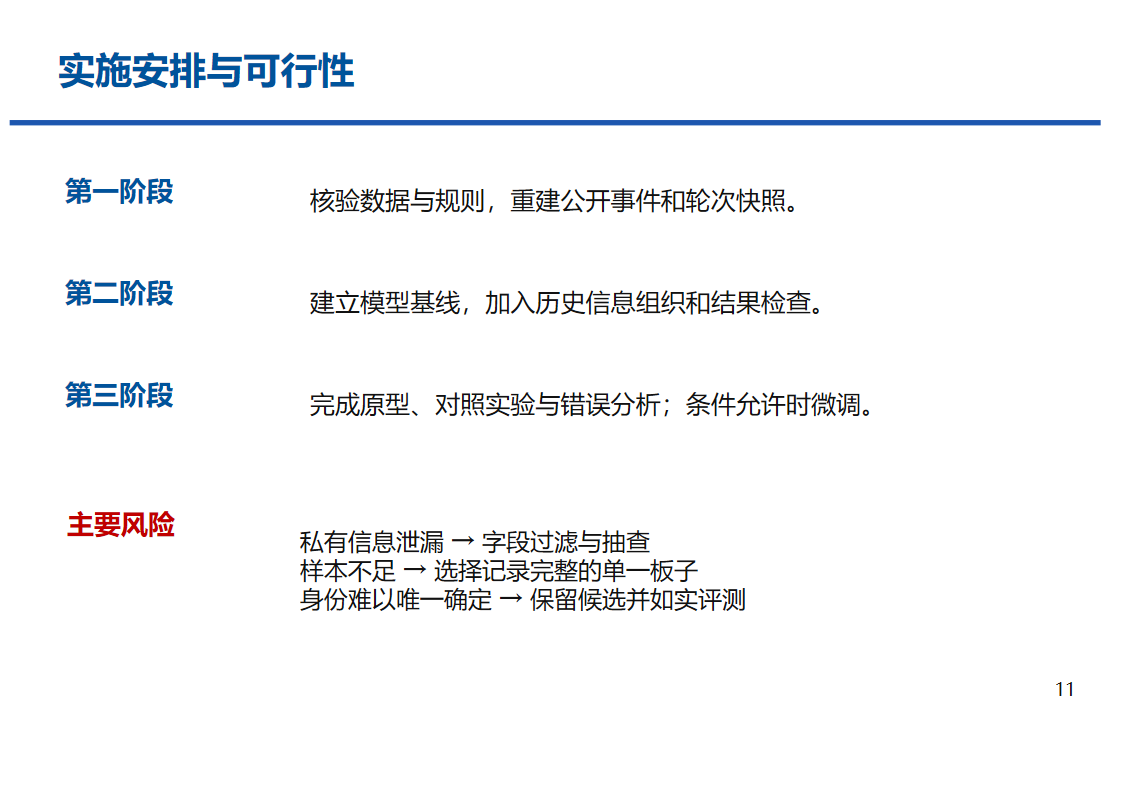 实施安排与可行性
第一阶段
核验数据与规则，重建公开事件和轮次快照。
第二阶段
建立模型基线，加入历史信息组织和结果检查。
第三阶段
完成原型、对照实验与错误分析；条件允许时微调。
主要风险
私有信息泄漏 → 字段过滤与抽查
样本不足 → 选择记录完整的单一板子
身份难以唯一确定 → 保留候选并如实评测
11